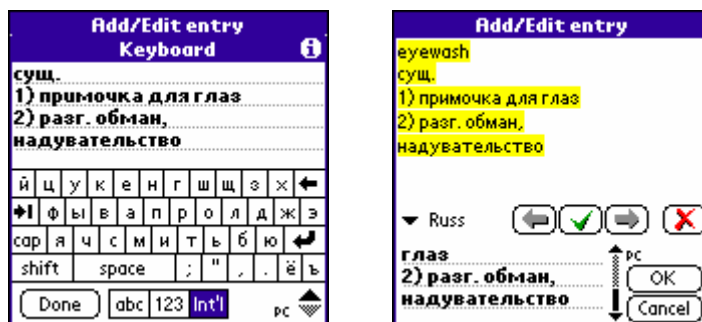 Add/Edit entry
Keyboard
i
сущ.
1) примочка для глаз
2) разг. обман,
надувательство
й ц у к е н г ш щ з х
ф ы в а п р о л д ж э
cap я ч с м и т ь б ю
shift space ; " , . ё ъ
Done abc 123 Int'l PC
Add/Edit entry
eyewash
сущ.
1) примочка для глаз
2) разг. обман,
надувательство
Russ
глаз
2) разг. обман,
надувательство
PC
OK
Cancel